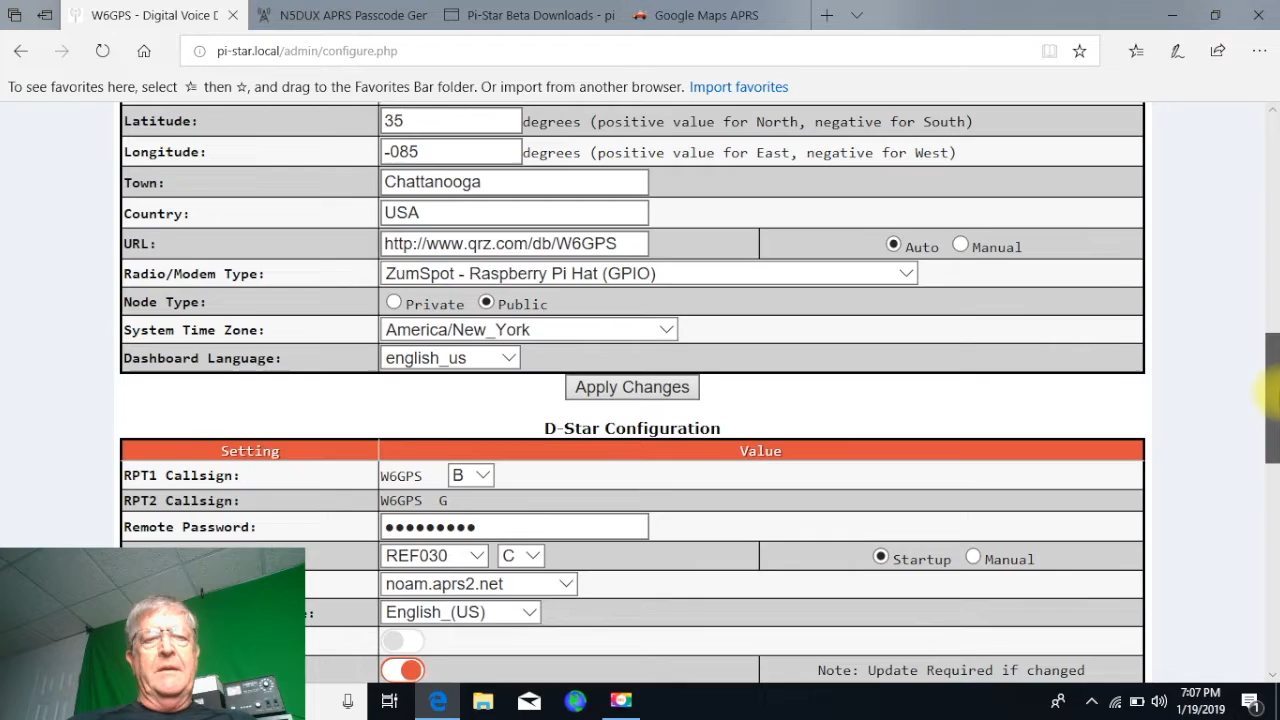 W6GPS - Digital Voice D
N5DUX APRS Passcode Ger
Pi-Star Beta Downloads - pi
Google Maps APRS
pi-star.local/admin/configure.php
To see favorites here, select then, and drag to the Favorites Bar folder. Or import from another browser. Import favorites
Latitude: 35 degrees (positive value for North, negative for South)
Longitude: -085 degrees (positive value for East, negative for West)
Town: Chattanooga
Country: USA
URL: http://www.qrz.com/db/W6GPS Auto Manual
Radio/Modem Type: ZumSpot - Raspberry Pi Hat (GPIO)
Node Type: Private Public
System Time Zone: America/New_York
Dashboard Language: english_us
Apply Changes
D-Star Configuration
Setting Value
RPT1 Callsign: W6GPS B
RPT2 Callsign: W6GPS G
Remote Password: ●●●●●●●●●
REF030 C Startup Manual
noam.aprs2.net
English_(US)
Note: Update Required if changed
7:07 PM
1/19/2019